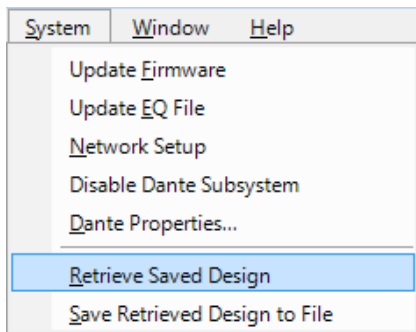 System Window Help
Update Firmware
Update EQ File
Network Setup
Disable Dante Subsystem
Dante Properties...
Retrieve Saved Design
Save Retrieved Design to File